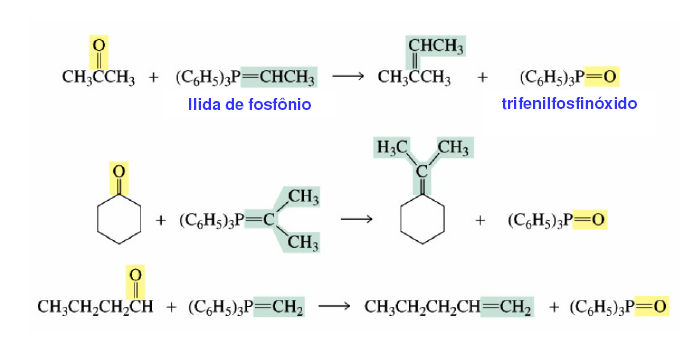 O CHCH₃
CH₃CCH₃ + (C₆H₅)₃P=CHCH₃ ⟶ CH₃CCH₃ + (C₆H₅)₃P=O
Ilida de fosfônio trifenilfosfinóxido
H₃C CH₃
O CH₃ C
+ (C₆H₅)₃P=C ⟶ + (C₆H₅)₃P=O
CH₃
O
CH₃CH₂CH₂CH + (C₆H₅)₃P=CH₂ ⟶ CH₃CH₂CH₂CH=CH₂ + (C₆H₅)₃P=O